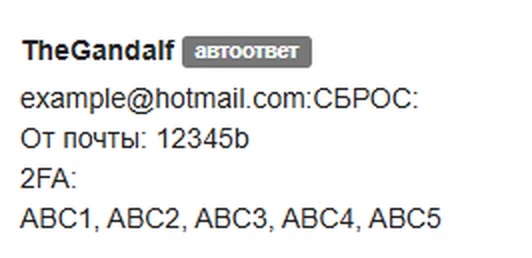 TheGandalf автоответ
example@hotmail.com:СБРОС:
От почты: 12345b
2FA:
ABC1, ABC2, ABC3, ABC4, ABC5